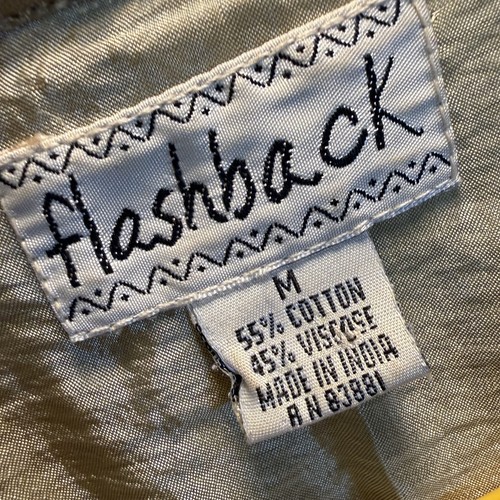 flashback
M
55% COTTON
45% VISCOSE
MADE IN INDIA
R N 83881